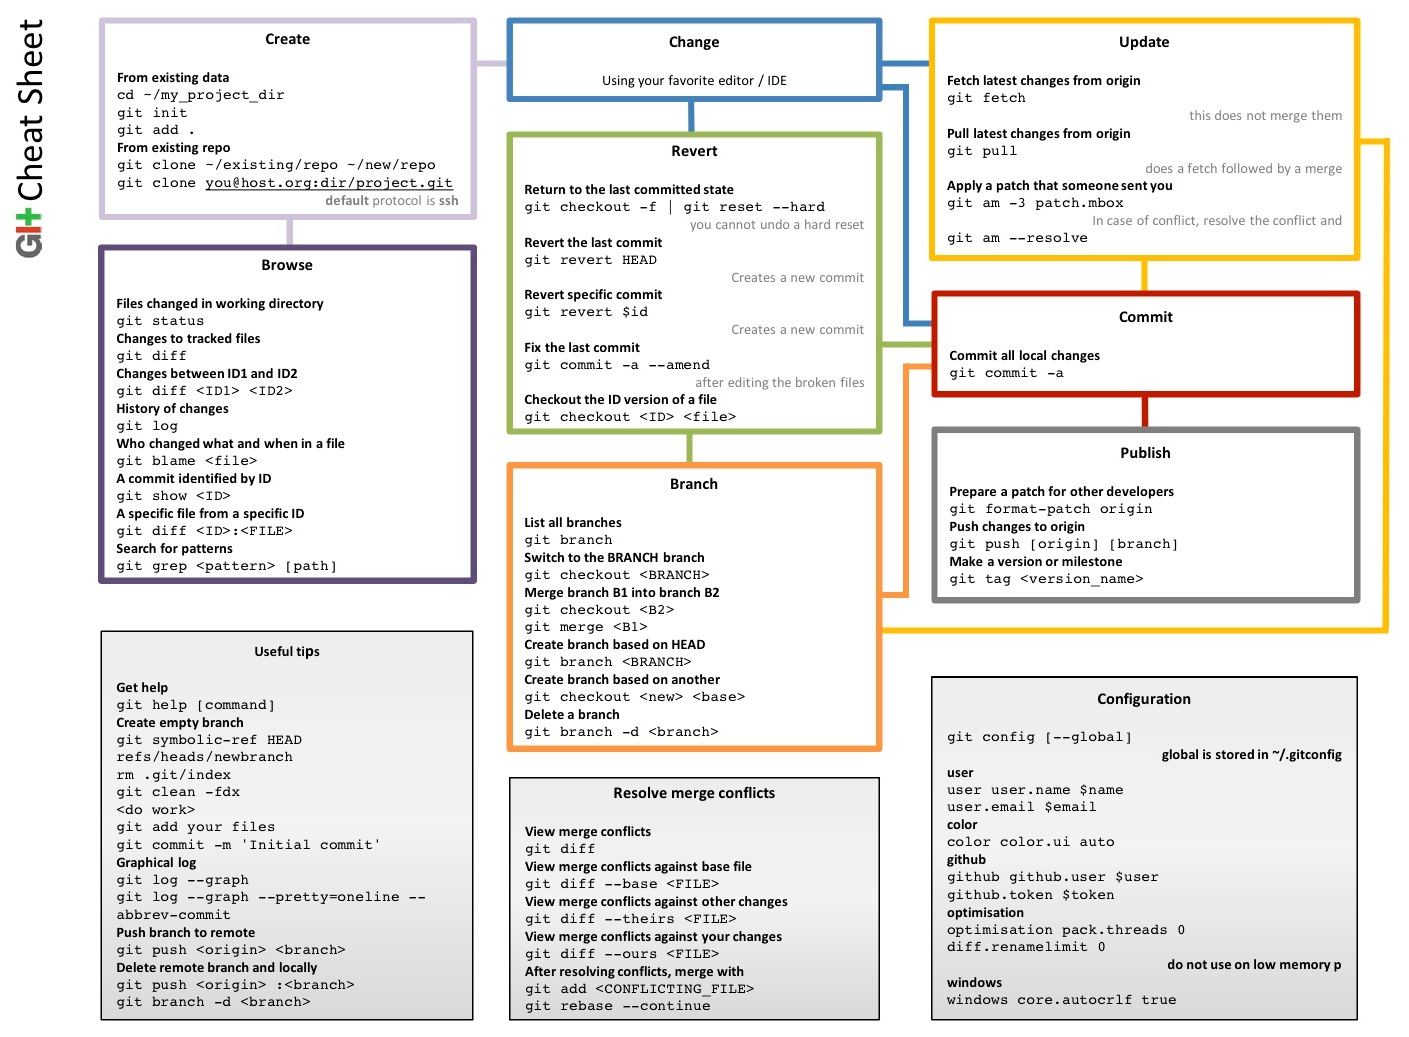 Git Cheat Sheet
Create
From existing data
cd ~/my_project_dir
git init
git add .
From existing repo
git clone ~/existing/repo ~/new/repo
git clone you@host.org:dir/project.git
default protocol is ssh
Browse
Files changed in working directory
git status
Changes to tracked files
git diff
Changes between ID1 and ID2
git diff <ID1> <ID2>
History of changes
git log
Who changed what and when in a file
git blame <file>
A commit identified by ID
git show <ID>
A specific file from a specific ID
git diff <ID>:<FILE>
Search for patterns
git grep <pattern> [path]
Useful tips
Get help
git help [command]
Create empty branch
git symbolic-ref HEAD
refs/heads/newbranch
rm .git/index
git clean -fdx
<do work>
git add your files
git commit -m 'Initial commit'
Graphical log
git log --graph
git log --graph --pretty=oneline --
abbrev-commit
Push branch to remote
git push <origin> <branch>
Delete remote branch and locally
git push <origin> :<branch>
git branch -d <branch>
Change
Using your favorite editor / IDE
Revert
Return to the last committed state
git checkout -f | git reset --hard
you cannot undo a hard reset
Revert the last commit
git revert HEAD
Creates a new commit
Revert specific commit
git revert $id
Creates a new commit
Fix the last commit
git commit -a --amend
after editing the broken files
Checkout the ID version of a file
git checkout <ID> <file>
Branch
List all branches
git branch
Switch to the BRANCH branch
git checkout <BRANCH>
Merge branch B1 into branch B2
git checkout <B2>
git merge <B1>
Create branch based on HEAD
git branch <BRANCH>
Create branch based on another
git checkout <new> <base>
Delete a branch
git branch -d <branch>
Resolve merge conflicts
View merge conflicts
git diff
View merge conflicts against base file
git diff --base <FILE>
View merge conflicts against other changes
git diff --theirs <FILE>
View merge conflicts against your changes
git diff --ours <FILE>
After resolving conflicts, merge with
git add <CONFLICTING_FILE>
git rebase --continue
Update
Fetch latest changes from origin
git fetch
this does not merge them
Pull latest changes from origin
git pull
does a fetch followed by a merge
Apply a patch that someone sent you
git am -3 patch.mbox
In case of conflict, resolve the conflict and
git am --resolve
Commit
Commit all local changes
git commit -a
Publish
Prepare a patch for other developers
git format-patch origin
Push changes to origin
git push [origin] [branch]
Make a version or milestone
git tag <version_name>
Configuration
git config [--global]
global is stored in ~/.gitconfig
user
user user.name $name
user.email $email
color
color color.ui auto
github
github github.user $user
github.token $token
optimisation
optimisation pack.threads 0
diff.renamelimit 0
do not use on low memory p
windows
windows core.autocrlf true